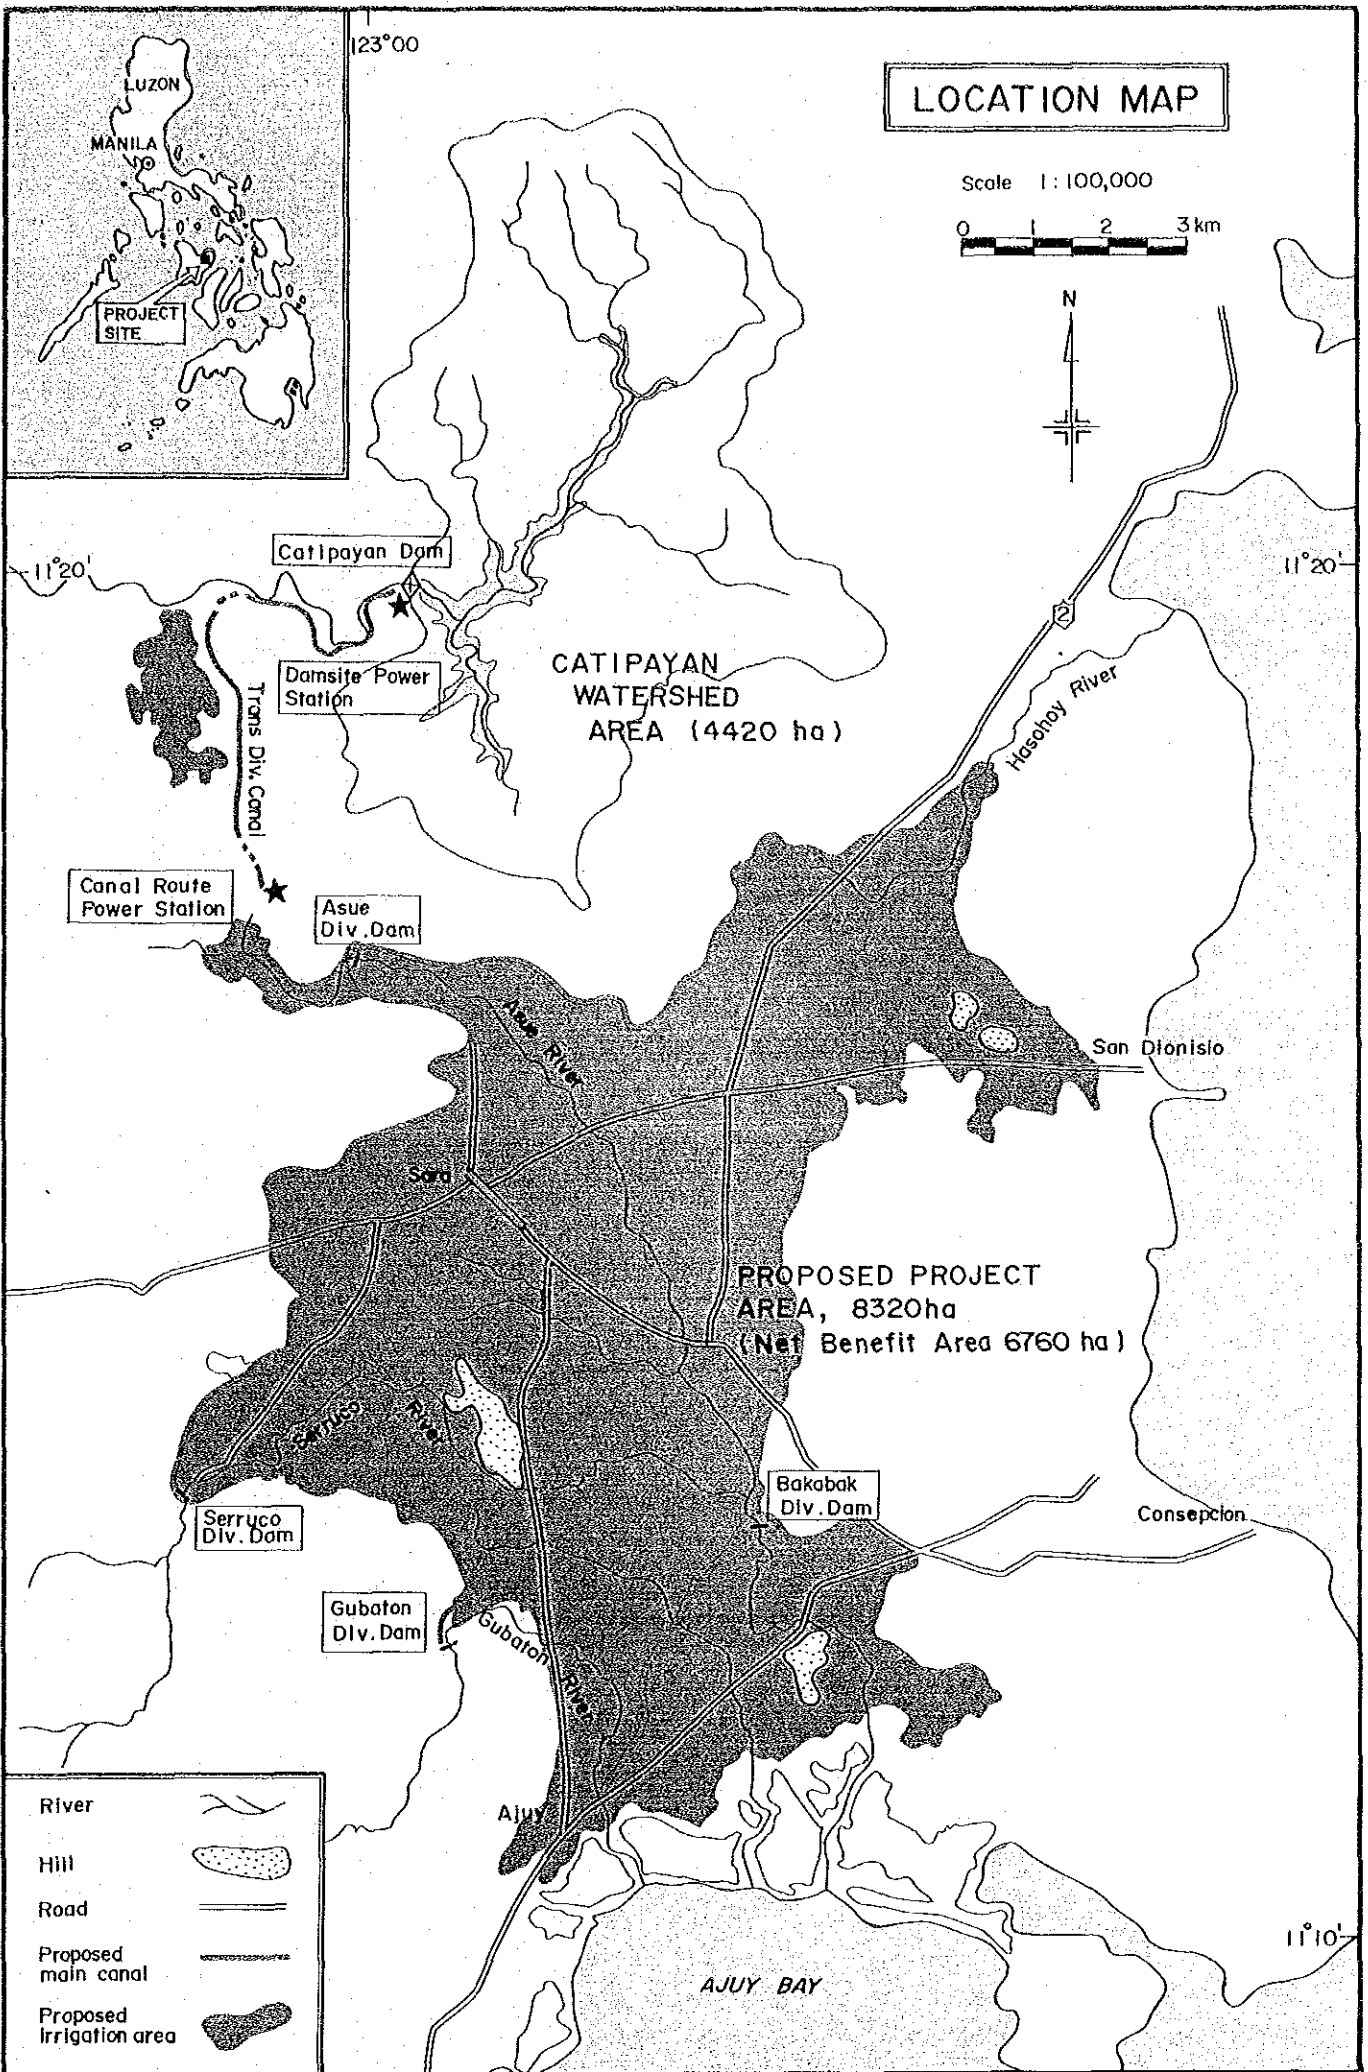 LUZON
MANILA
PROJECT
SITE
123°00
LOCATION MAP
Scale 1:100,000
0 1 2 3 km
N
11°20'
11°20'
Catipayan Dam
2
Damsite Power
Station
CATIPAYAN
WATERSHED
AREA (4420 ha)
Hasohoy River
Trans Div. Canal
Canal Route
Power Station
Asue
Div. Dam
Asue River
San Dionisio
Sara
PROPOSED PROJECT
AREA, 8320ha
(Net Benefit Area 6760 ha)
Serruco River
Bakabak
Div. Dam
Serruco
Div. Dam
Consepcion
Gubaton
Div. Dam
Gubaton River
Ajuy
River
Hill
Road
Proposed
main canal
Proposed
Irrigation area
11°10'
AJUY BAY